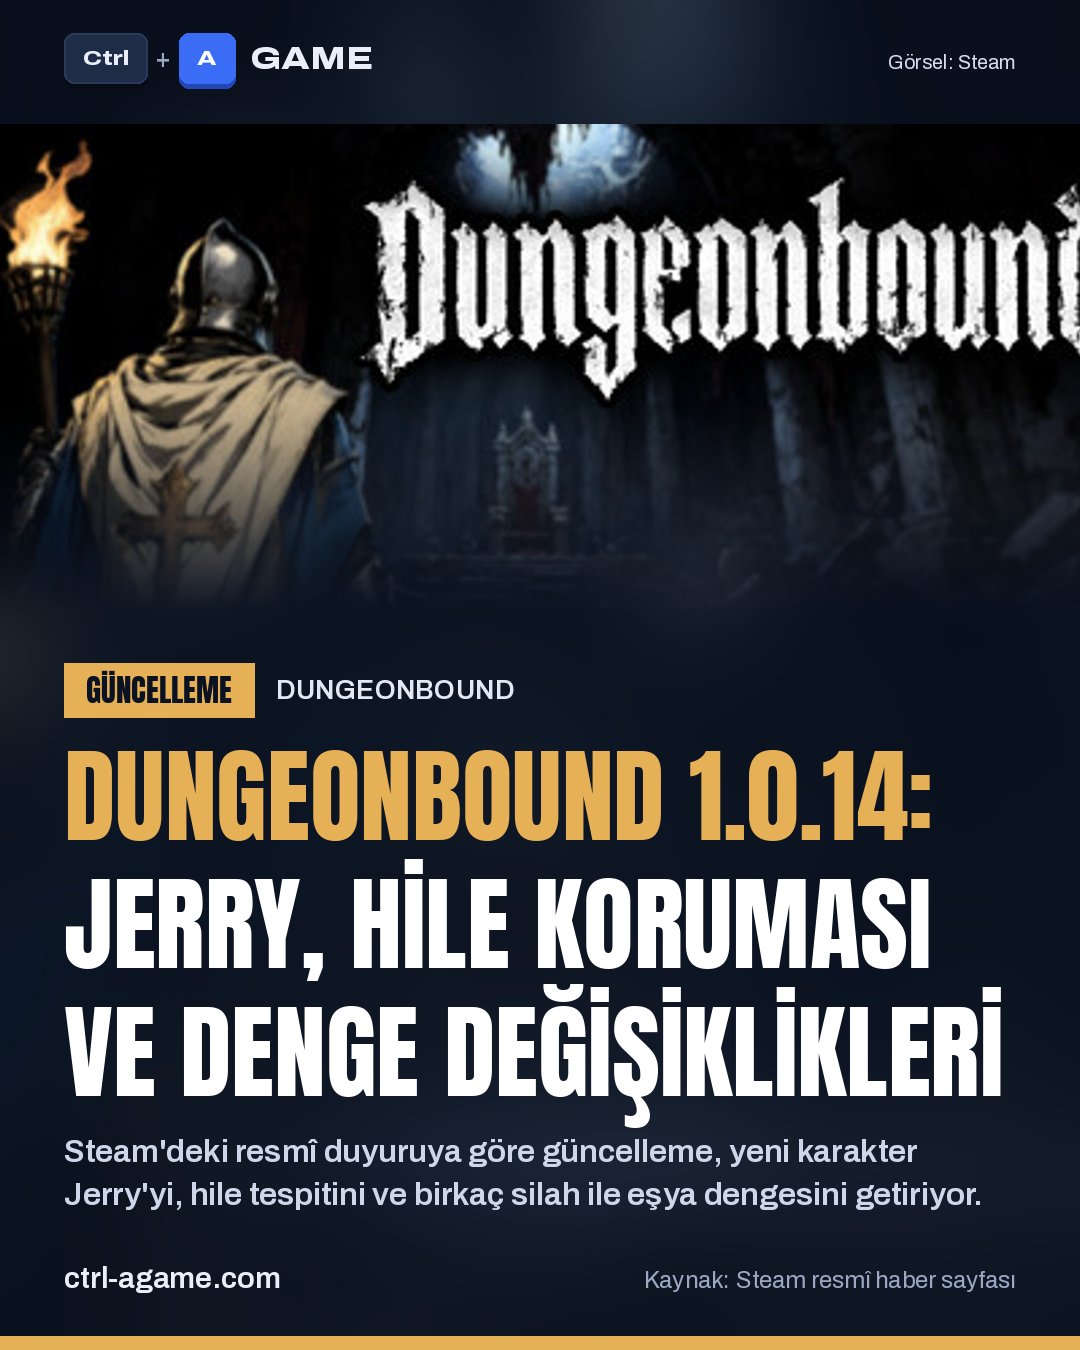 Ctrl + A GAME
Görsel: Steam
Dungeonbound
GÜNCELLEME DUNGEONBOUND
DUNGEONBOUND 1.0.14:
JERRY, HİLE KORUMASI
VE DENGE DEĞİŞİKLİKLERİ
Steam'deki resmî duyuruya göre güncelleme, yeni karakter
Jerry'yi, hile tespitini ve birkaç silah ile eşya dengesini getiriyor.
ctrl-agame.com
Kaynak: Steam resmî haber sayfası